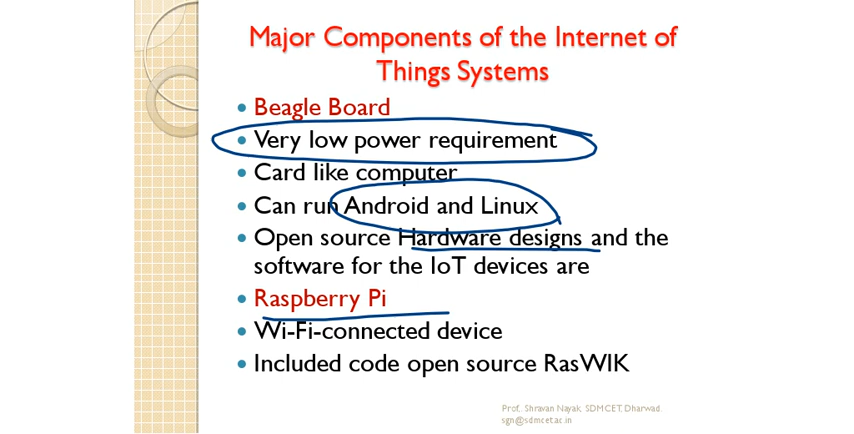 Major Components of the Internet of
Things Systems
• Beagle Board
• Very low power requirement
• Card like computer
• Can run Android and Linux
• Open source Hardware designs and the
software for the IoT devices are
• Raspberry Pi
• Wi-Fi-connected device
• Included code open source RasWIK
Prof. Shravan Nayak, SDMCET, Dharwad
sgn@sdmcet.ac.in